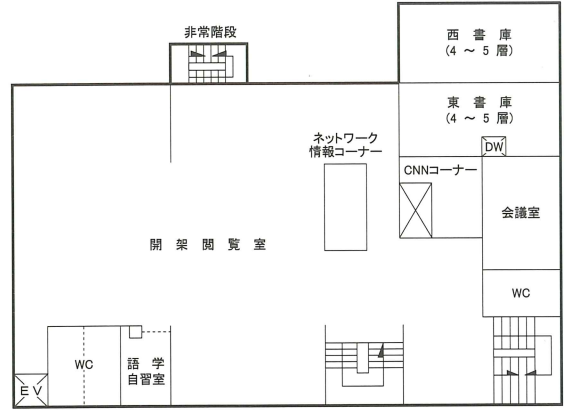 非常階段
西書庫
(4～5層)
東書庫
(4～5層)
ネットワーク
情報コーナー
DW
CNNコーナー
会議室
開架閲覧室
WC
WC
語学
自習室
EV